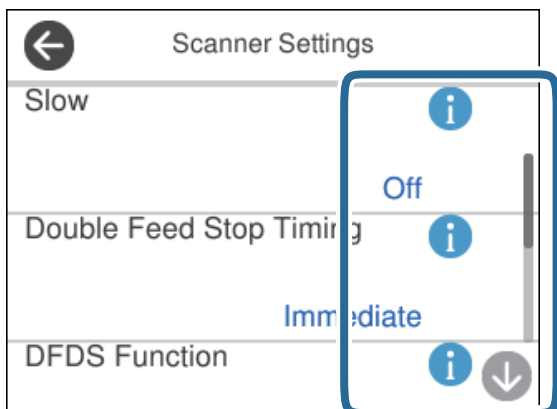 Scanner Settings
Slow
i
Off
Double Feed Stop Timing
i
Immediate
DFDS Function
i